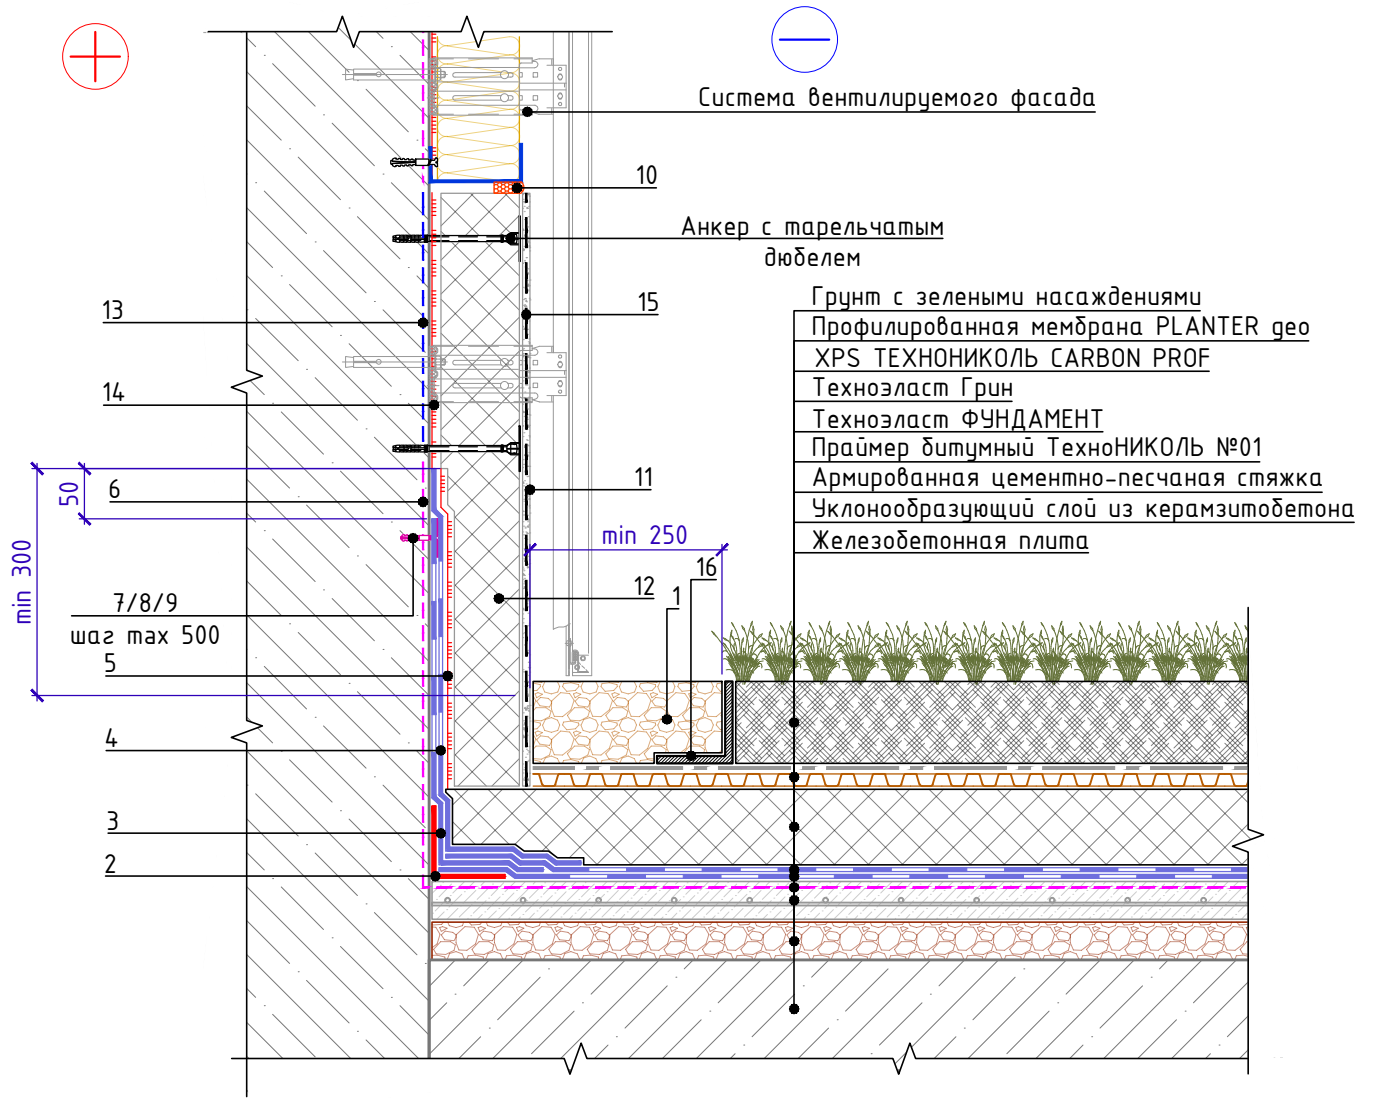 Система вентилируемого фасада
10
Анкер с тарельчатым
дюбелем
Грунт с зелеными насаждениями
13
15
Профилированная мембрана PLANTER geo
XPS ТЕХНОНИКОЛЬ CARBON PROF
14
Техноэласт Грин
Техноэласт ФУНДАМЕНТ
Праймер битумный ТехноНИКОЛЬ №01
50
6
11
Армированная цементно-песчаная стяжка
Уклонообразующий слой из керамзитобетона
min 300
min 250
Железобетонная плита
16
12
1
7/8/9
шаг max 500
5
4
3
2